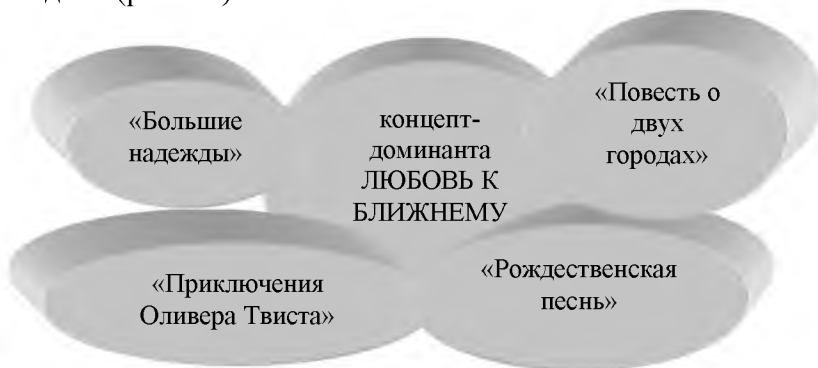 «Большие
надежды»
концепт-
доминанта
ЛЮБОВЬ К
БЛИЖНЕМУ
«Повесть о
двух
городах»
«Приключения
Оливера Твиста»
«Рождественская
песнь»